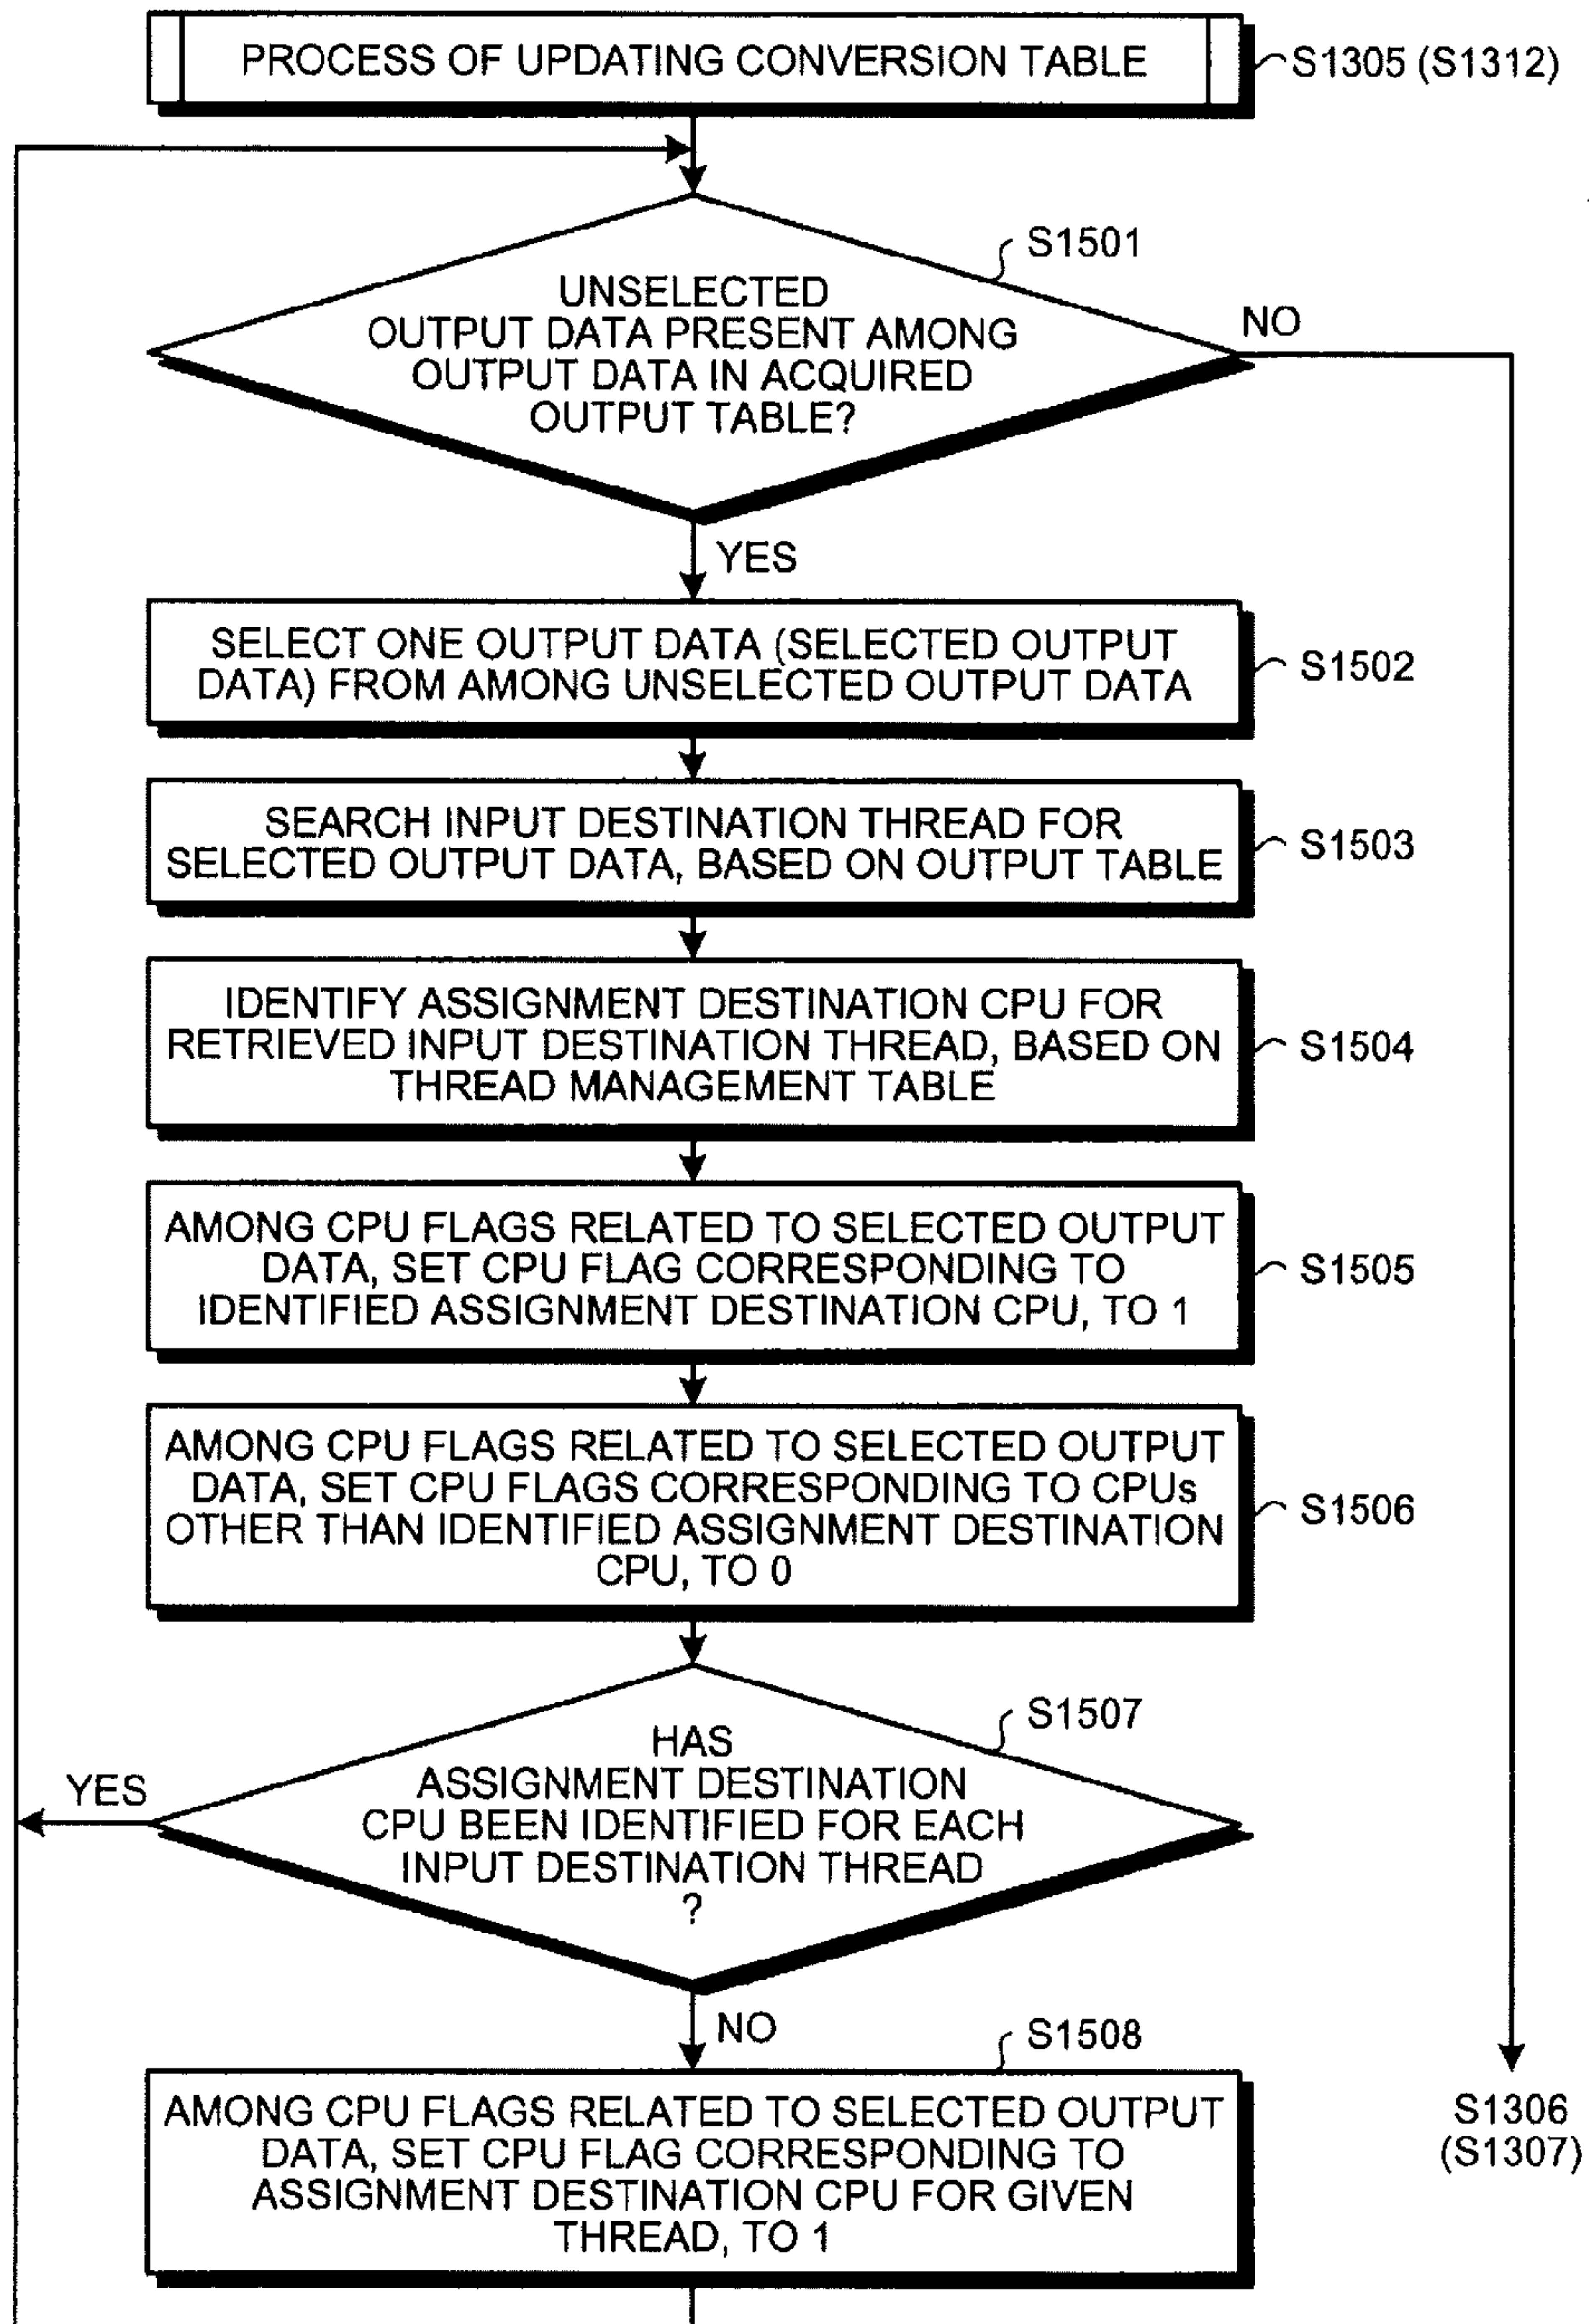 PROCESS OF UPDATING CONVERSION TABLE
S1305 (S1312)
S1501
UNSELECTED
OUTPUT DATA PRESENT AMONG
OUTPUT DATA IN ACQUIRED
OUTPUT TABLE?
NO
YES
SELECT ONE OUTPUT DATA (SELECTED OUTPUT
DATA) FROM AMONG UNSELECTED OUTPUT DATA
S1502
SEARCH INPUT DESTINATION THREAD FOR
SELECTED OUTPUT DATA, BASED ON OUTPUT TABLE
S1503
IDENTIFY ASSIGNMENT DESTINATION CPU FOR
RETRIEVED INPUT DESTINATION THREAD, BASED ON
THREAD MANAGEMENT TABLE
S1504
AMONG CPU FLAGS RELATED TO SELECTED OUTPUT
DATA, SET CPU FLAG CORRESPONDING TO
IDENTIFIED ASSIGNMENT DESTINATION CPU, TO 1
S1505
AMONG CPU FLAGS RELATED TO SELECTED OUTPUT
DATA, SET CPU FLAGS CORRESPONDING TO CPUs
OTHER THAN IDENTIFIED ASSIGNMENT DESTINATION
CPU, TO 0
S1506
S1507
HAS
ASSIGNMENT DESTINATION
CPU BEEN IDENTIFIED FOR EACH
INPUT DESTINATION THREAD
?
YES
NO
S1508
AMONG CPU FLAGS RELATED TO SELECTED OUTPUT
DATA, SET CPU FLAG CORRESPONDING TO
ASSIGNMENT DESTINATION CPU FOR GIVEN
THREAD, TO 1
S1306
(S1307)